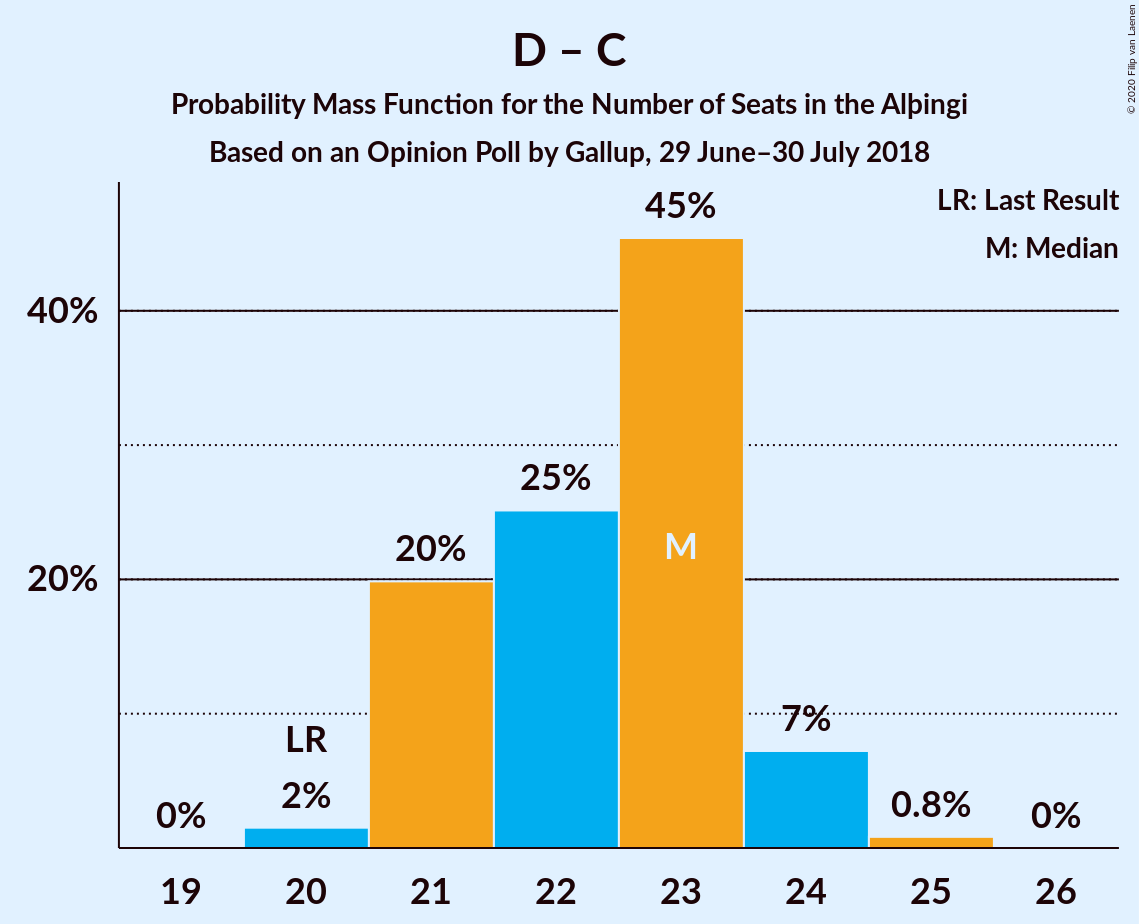 D – C
Probability Mass Function for the Number of Seats in the Alþingi
Based on an Opinion Poll by Gallup, 29 June–30 July 2018
© 2020 Filip van Laenen
LR: Last Result
M: Median
45%
40%
25%
20%
20%
M
7%
LR
2%
0%
0.8%
0%
19 20 21 22 23 24 25 26